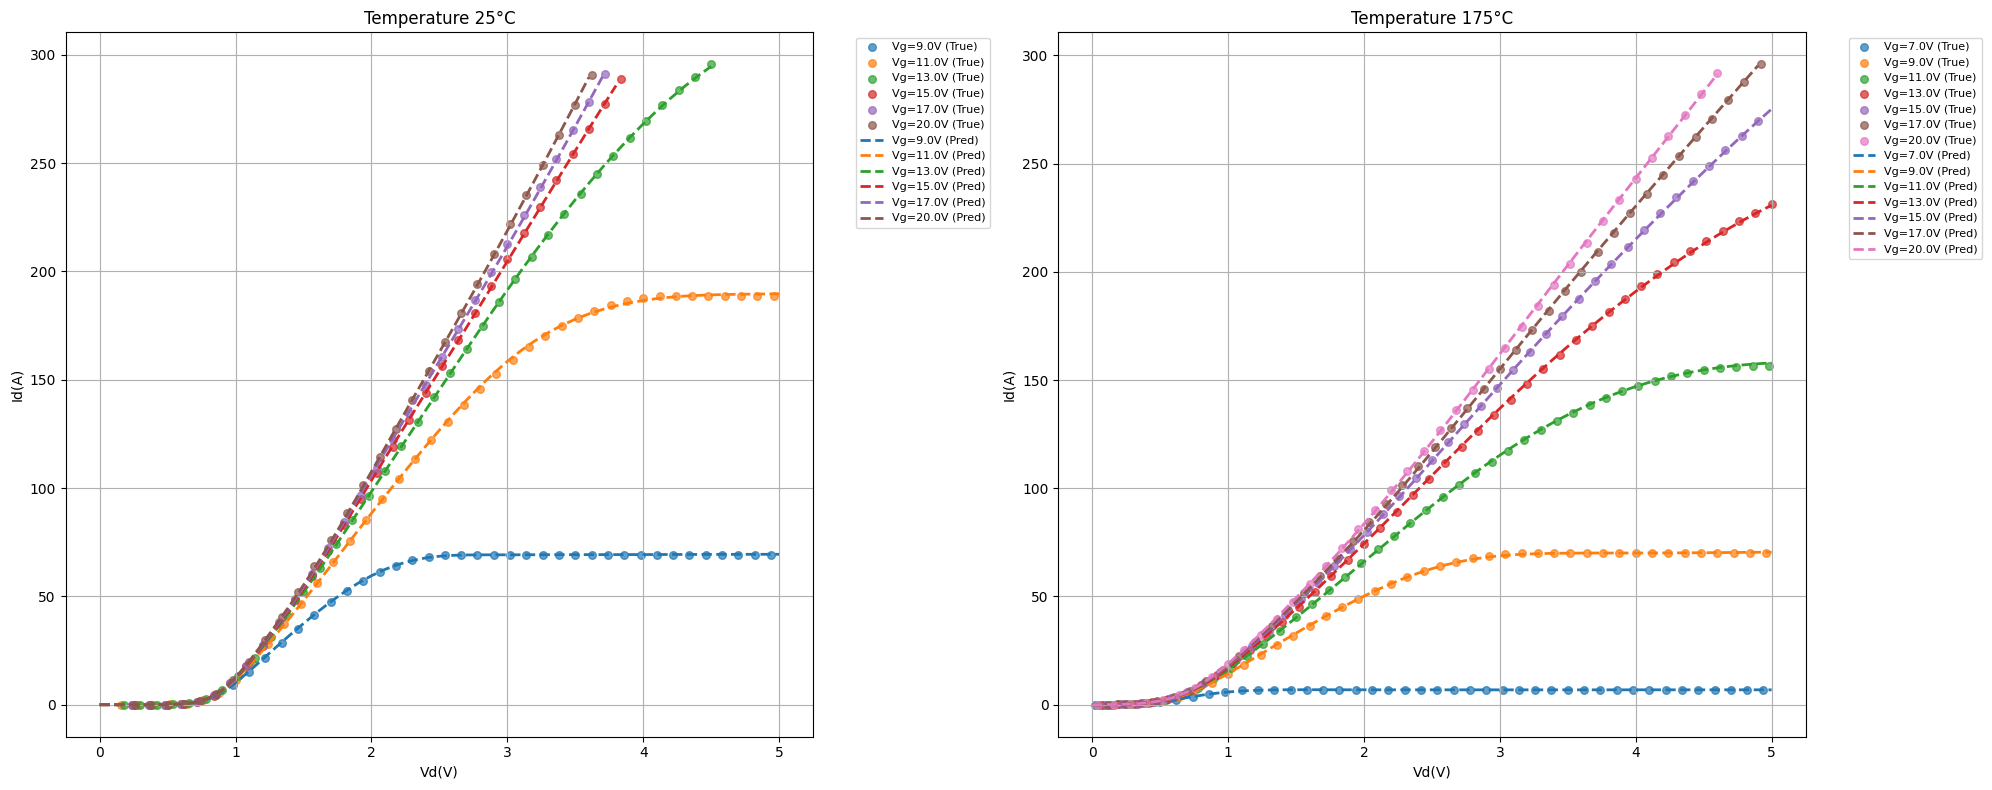 Temperature 25°C
300
250
200
150
100
50
0
Id(A)
0
1
2
3
4
5
Vd(V)
Vg=9.0V (True)
Vg=11.0V (True)
Vg=13.0V (True)
Vg=15.0V (True)
Vg=17.0V (True)
Vg=20.0V (True)
Vg=9.0V (Pred)
Vg=11.0V (Pred)
Vg=13.0V (Pred)
Vg=15.0V (Pred)
Vg=17.0V (Pred)
Vg=20.0V (Pred)
Temperature 175°C
300
250
200
150
100
50
0
Id(A)
0
1
2
3
4
5
Vd(V)
Vg=7.0V (True)
Vg=9.0V (True)
Vg=11.0V (True)
Vg=13.0V (True)
Vg=15.0V (True)
Vg=17.0V (True)
Vg=20.0V (True)
Vg=7.0V (Pred)
Vg=9.0V (Pred)
Vg=11.0V (Pred)
Vg=13.0V (Pred)
Vg=15.0V (Pred)
Vg=17.0V (Pred)
Vg=20.0V (Pred)